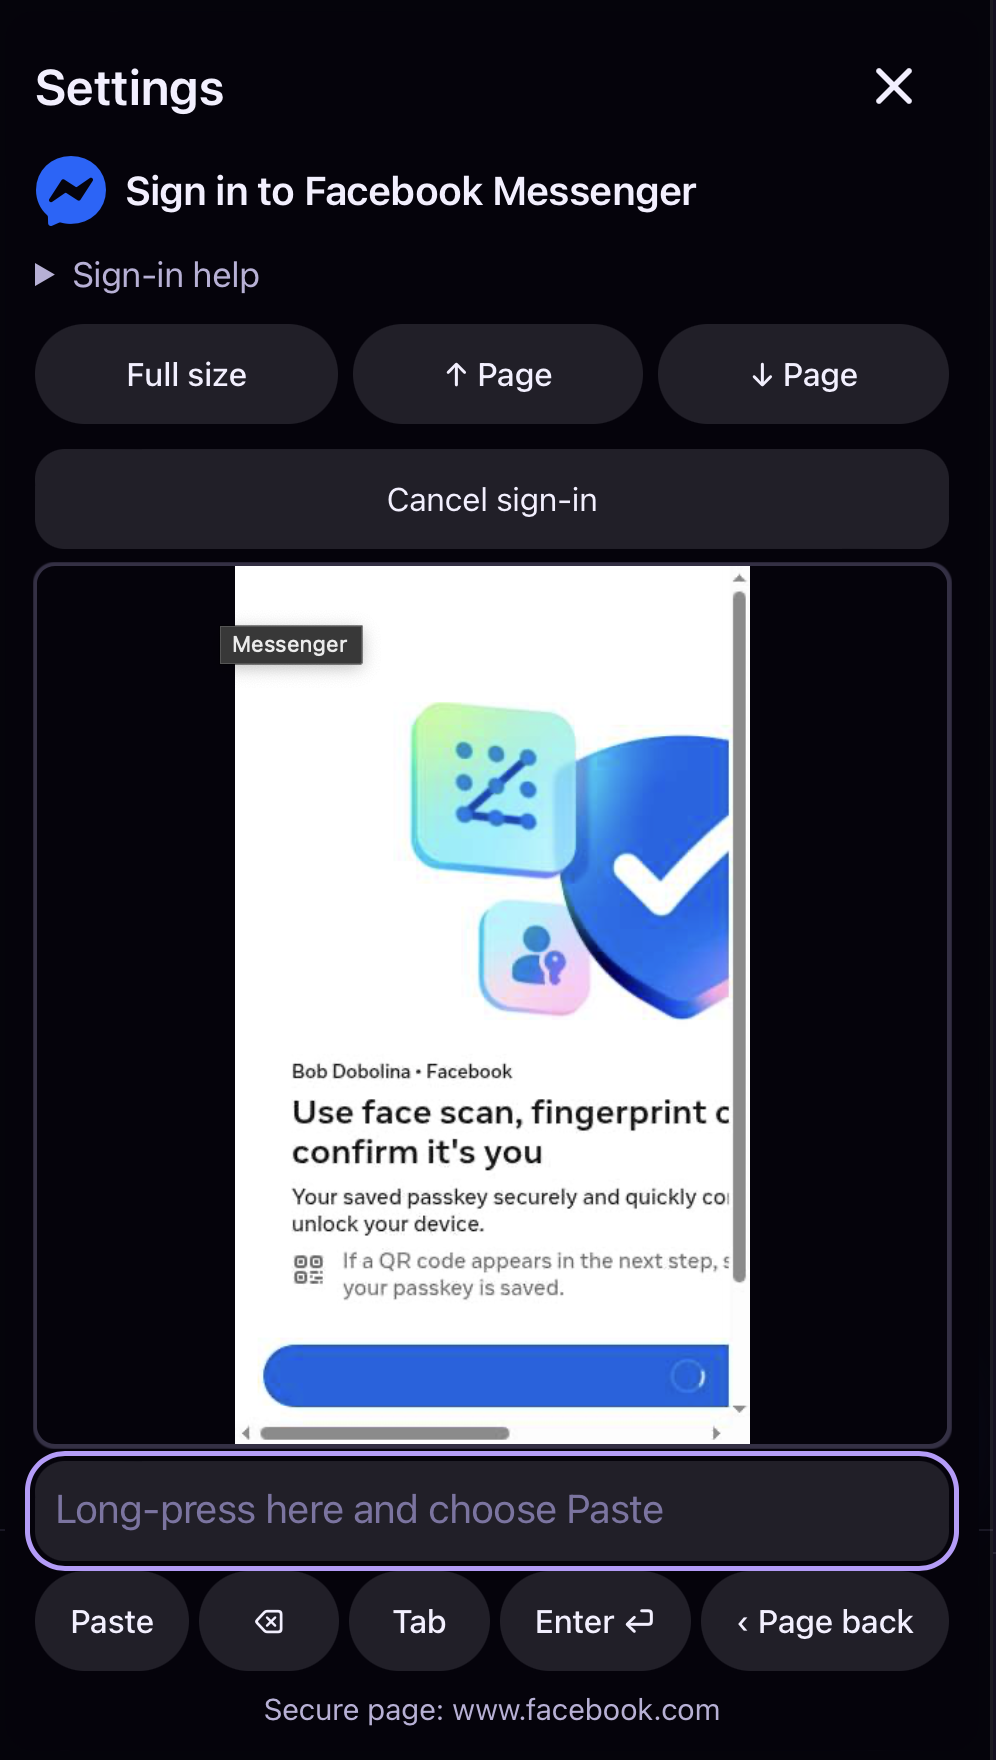 Settings
Sign in to Facebook Messenger
Sign-in help
Full size
↑ Page
↓ Page
Cancel sign-in
Messenger
Bob Dobolina • Facebook
Use face scan, fingerprint
confirm it's you
Your saved passkey securely and quickly
unlock your device.
If a QR code appears in the next step,
your passkey is saved.
Long-press here and choose Paste
Paste
Tab
Enter
‹ Page back
Secure page: www.facebook.com